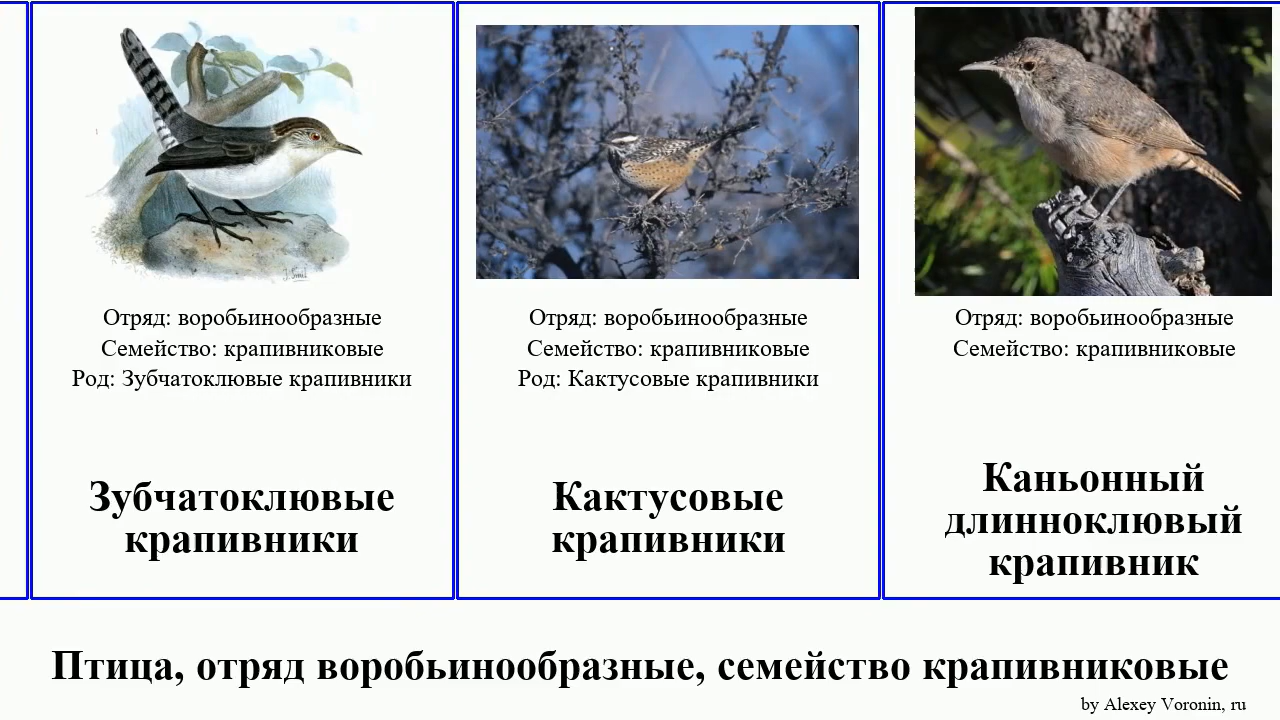 Отряд: воробьинообразные
Семейство: крапивниковые
Род: Зубчатоклювые крапивники
Зубчатоклювые
крапивники
Отряд: воробьинообразные
Семейство: крапивниковые
Род: Кактусовые крапивники
Кактусовые
крапивники
Отряд: воробьинообразные
Семейство: крапивниковые
Каньонный
длинноклювый
крапивник
Птица, отряд воробьинообразные, семейство крапивниковые
by Alexey Voronin, ru